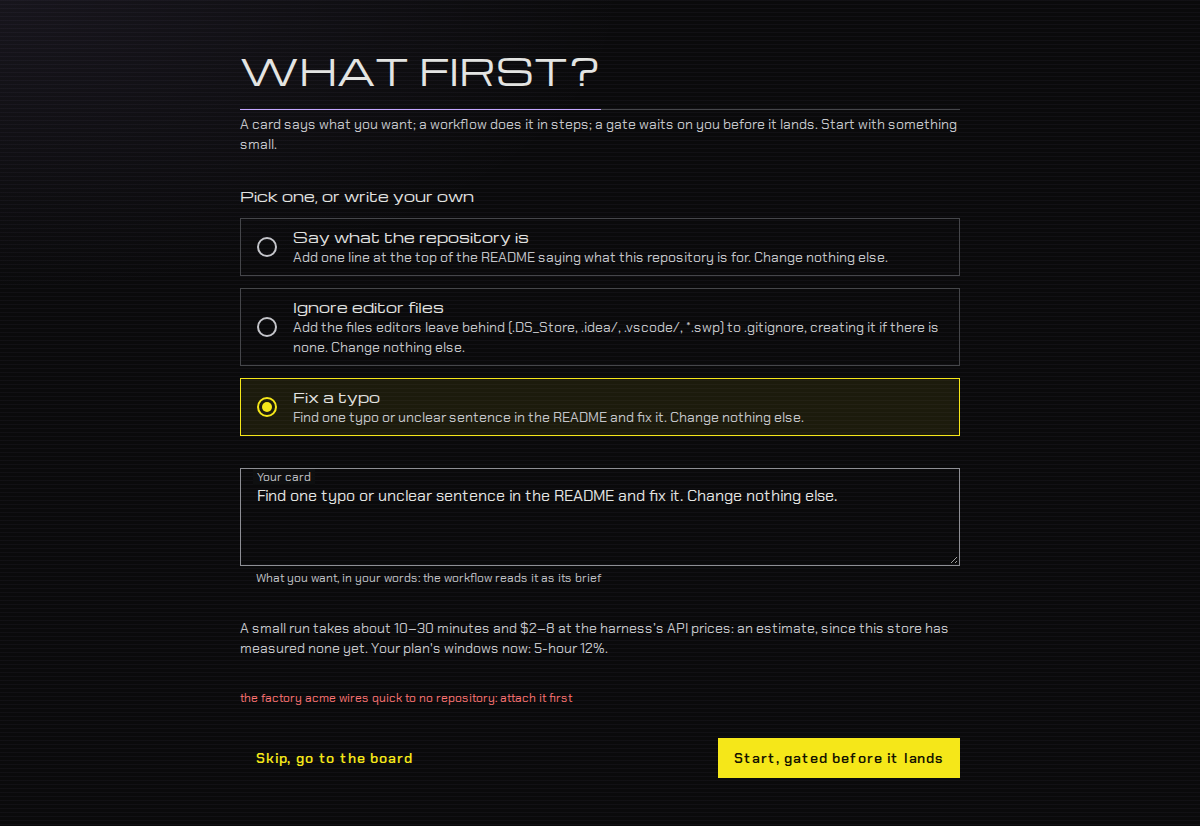 WHAT FIRST?
A card says what you want; a workflow does it in steps; a gate waits on you before it lands. Start with something
small.
Pick one, or write your own
Say what the repository is
Add one line at the top of the README saying what this repository is for. Change nothing else.
Ignore editor files
Add the files editors leave behind (.DS_Store, .idea/, .vscode/, *.swp) to .gitignore, creating it if there is
none. Change nothing else.
Fix a typo
Find one typo or unclear sentence in the README and fix it. Change nothing else.
Your card
Find one typo or unclear sentence in the README and fix it. Change nothing else.
What you want, in your words: the workflow reads it as its brief
A small run takes about 10–30 minutes and $2–8 at the harness's API prices: an estimate, since this store has
measured none yet. Your plan's windows now: 5-hour 12%.
the factory acme wires quick to no repository: attach it first
Skip, go to the board
Start, gated before it lands